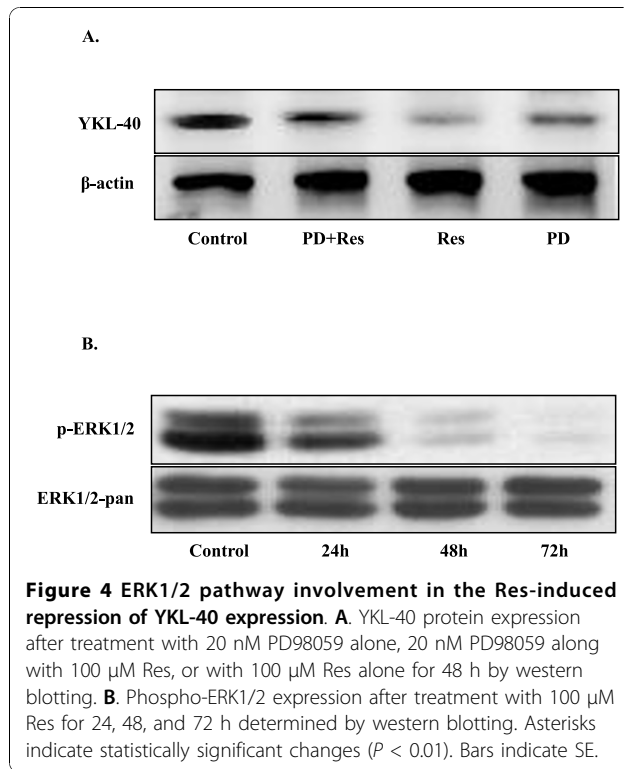 A.
YKL-40
β-actin
Control PD+Res Res PD
B.
p-ERK1/2
ERK1/2-pan
Control 24h 48h 72h
Figure 4 ERK1/2 pathway involvement in the Res-induced
repression of YKL-40 expression. A. YKL-40 protein expression
after treatment with 20 nM PD98059 alone, 20 nM PD98059 along
with 100 μM Res, or with 100 μM Res alone for 48 h by western
blotting. B. Phospho-ERK1/2 expression after treatment with 100 μM
Res for 24, 48, and 72 h determined by western blotting. Asterisks
indicate statistically significant changes (P < 0.01). Bars indicate SE.